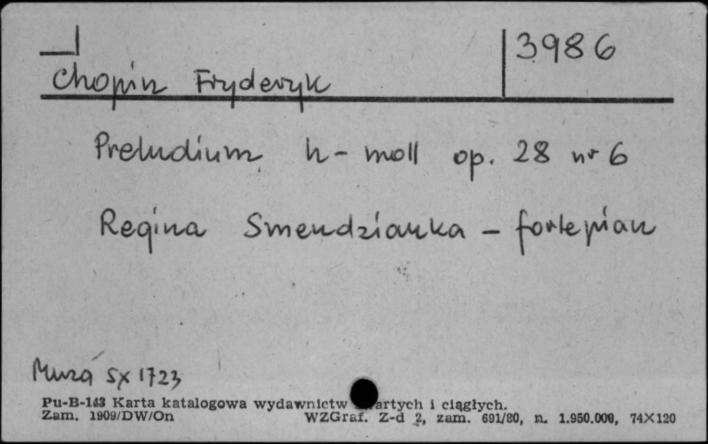 3986
Chopin Fryderyk
Preludium h-moll op. 28 nr 6
Regina Smendzianka - fortepian
Muza SX 1723
Pu-B-143 Karta katalogowa wydawnictw i ciągłych.
Zam. 1909/DW/On WZGraf. Z-d 2, zam. 691/80, n. 1.950.000, 74X120